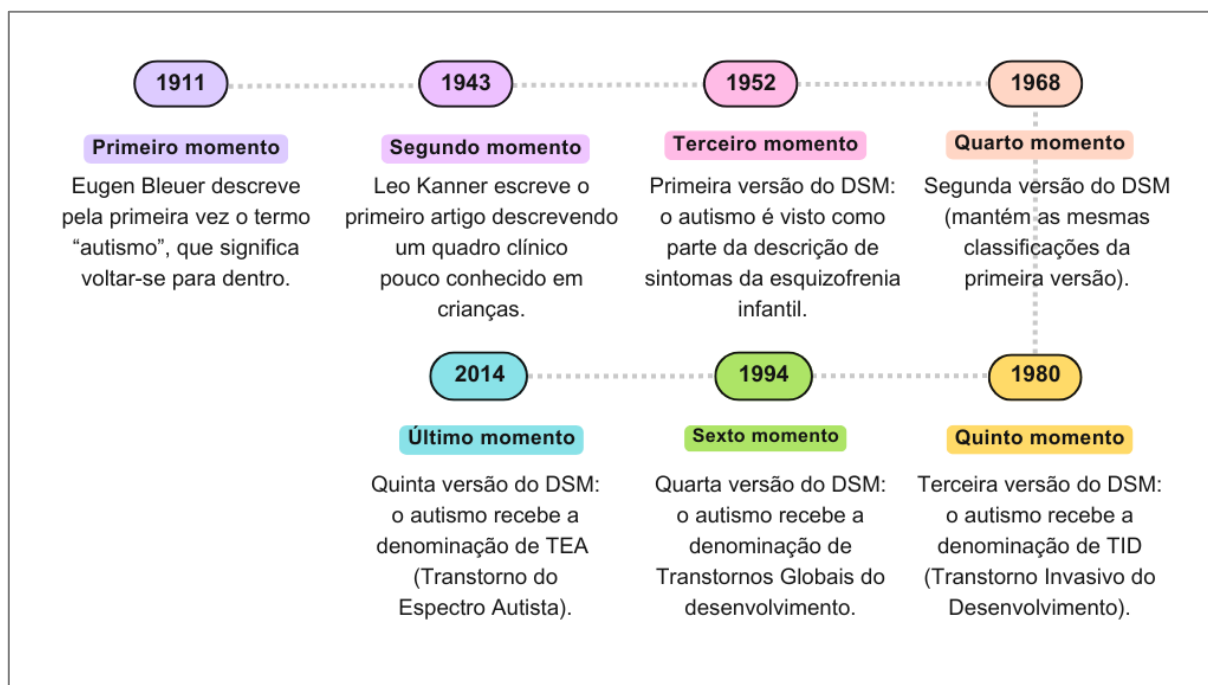 1911
Primeiro momento
Eugen Bleuer descreve
pela primeira vez o termo
“autismo”, que significa
voltar-se para dentro.
1943
Segundo momento
Leo Kanner escreve o
primeiro artigo descrevendo
um quadro clínico
pouco conhecido em
crianças.
1952
Terceiro momento
Primeira versão do DSM:
o autismo é visto como
parte da descrição de
sintomas da esquizofrenia
infantil.
1968
Quarto momento
Segunda versão do DSM
(mantém as mesmas
classificações da
primeira versão).
1980
Quinto momento
Terceira versão do DSM:
o autismo recebe a
denominação de TID
(Transtorno Invasivo do
Desenvolvimento).
1994
Sexto momento
Quarta versão do DSM:
o autismo recebe a
denominação de
Transtornos Globais do
desenvolvimento.
2014
Último momento
Quinta versão do DSM:
o autismo recebe a
denominação de TEA
(Transtorno do
Espectro Autista).